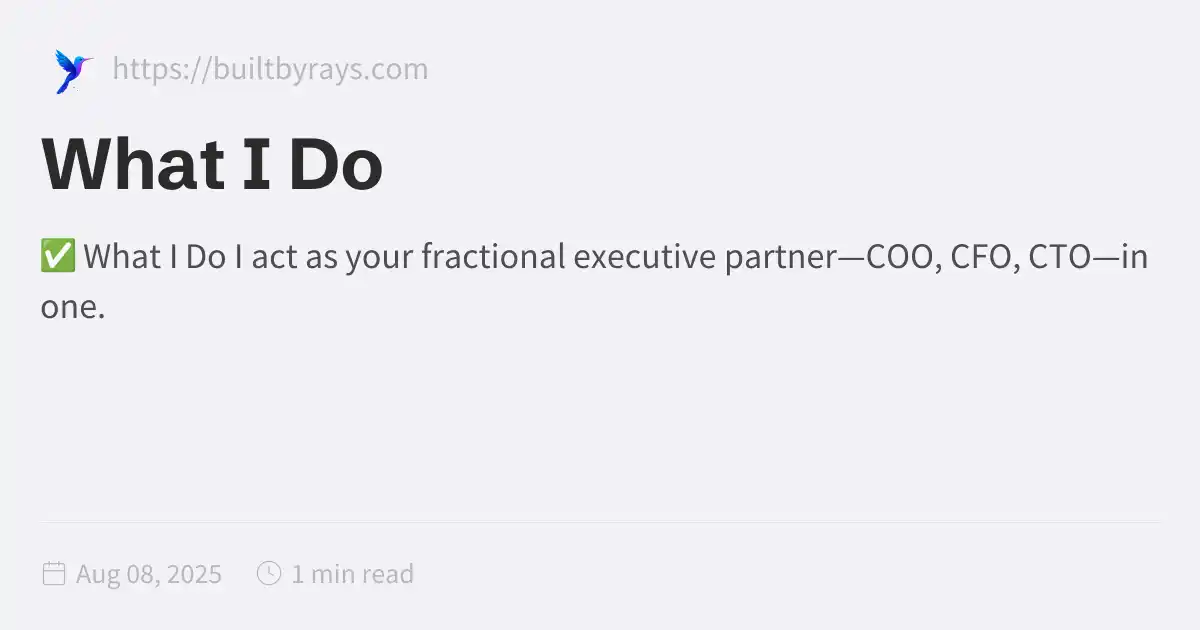 https://builtbyrays.com
What I Do
✅ What I Do I act as your fractional executive partner—COO, CFO, CTO—in
one.
Aug 08, 2025 1 min read